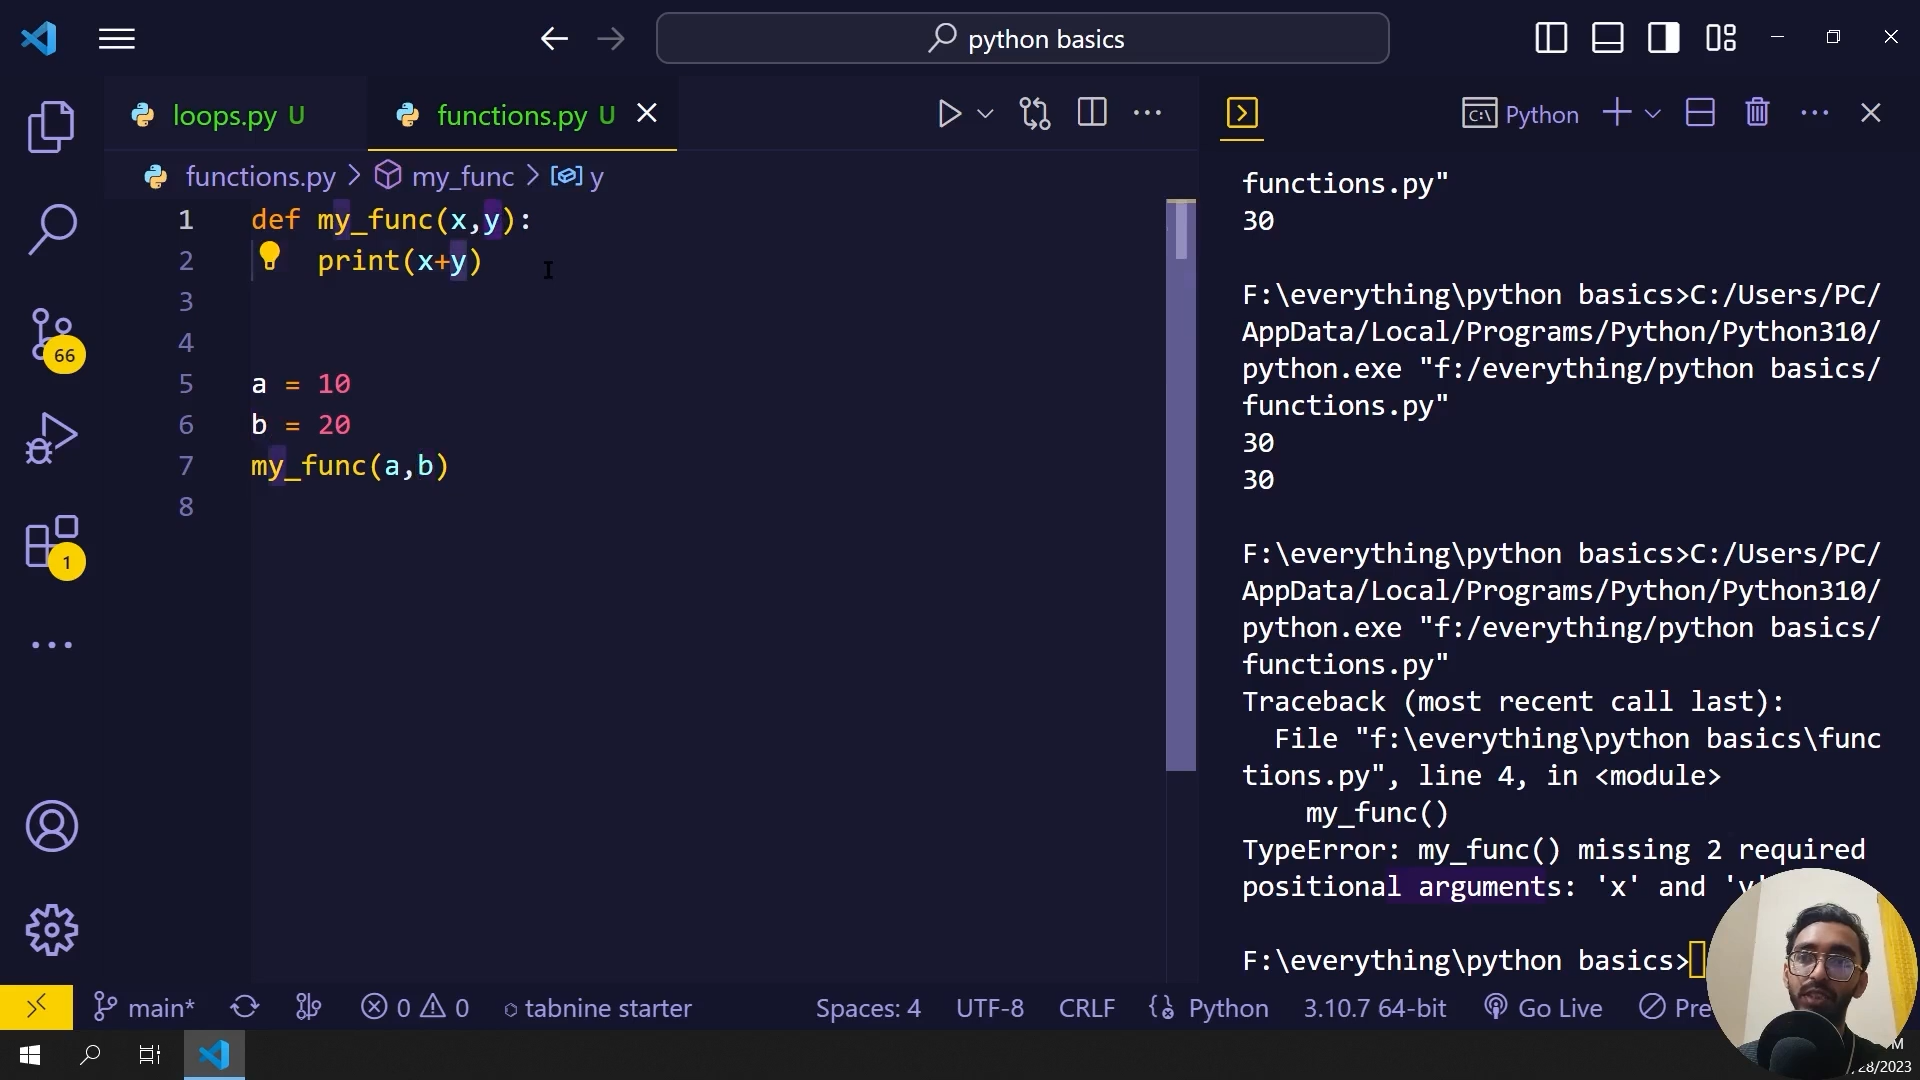 python basics
loops.py U
functions.py U
Python
functions.py > my_func > y
1 def my_func(x,y):
2 print(x+y)
3
4
5 a = 10
6 b = 20
7 my_func(a,b)
8
functions.py"
30
F:\everything\python basics>C:/Users/PC/
AppData/Local/Programs/Python/Python310/
python.exe "f:/everything/python basics/
functions.py"
30
30
F:\everything\python basics>C:/Users/PC/
AppData/Local/Programs/Python/Python310/
python.exe "f:/everything/python basics/
functions.py"
Traceback (most recent call last):
File "f:\everything\python basics\func
tions.py", line 4, in <module>
my_func()
TypeError: my_func() missing 2 required
positional arguments: 'x' and 'y'
F:\everything\python basics>
66
1
main* 0 0 tabnine starter Spaces: 4 UTF-8 CRLF Python 3.10.7 64-bit Go Live Pre
M
/28/2023